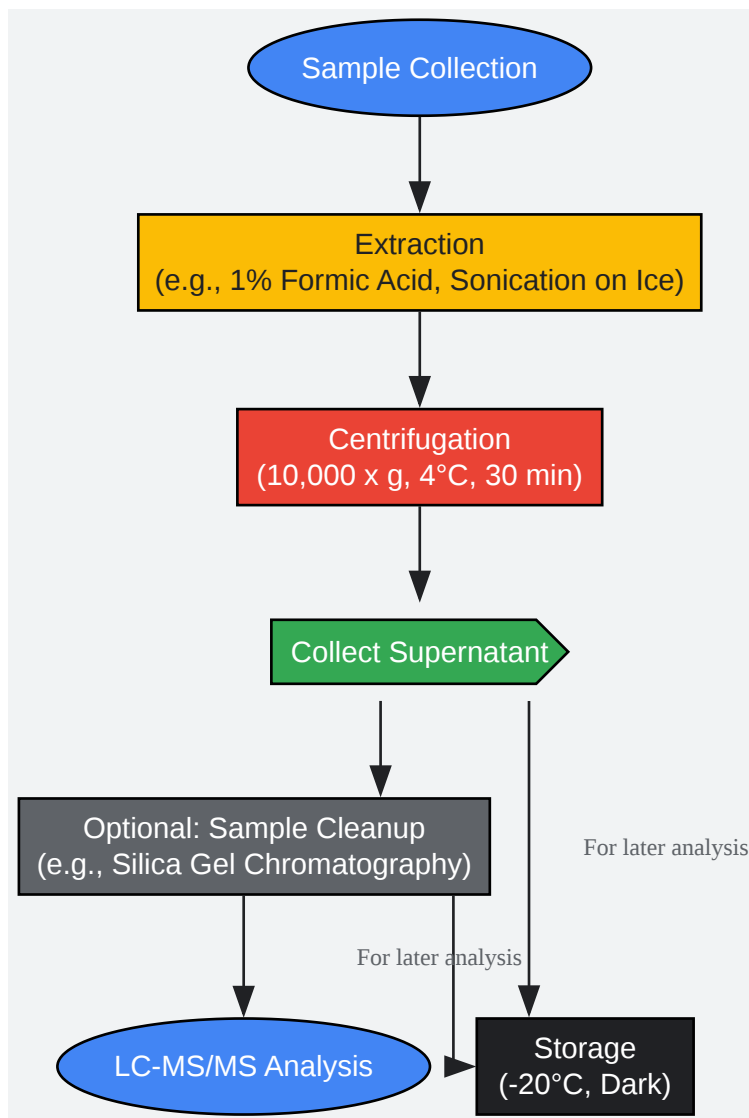 Sample Collection
Extraction
(e.g., 1% Formic Acid, Sonication on Ice)
Centrifugation
(10,000 x g, 4°C, 30 min)
Collect Supernatant
Optional: Sample Cleanup
(e.g., Silica Gel Chromatography)
For later analysis
For later analysis
LC-MS/MS Analysis
Storage
(-20°C, Dark)